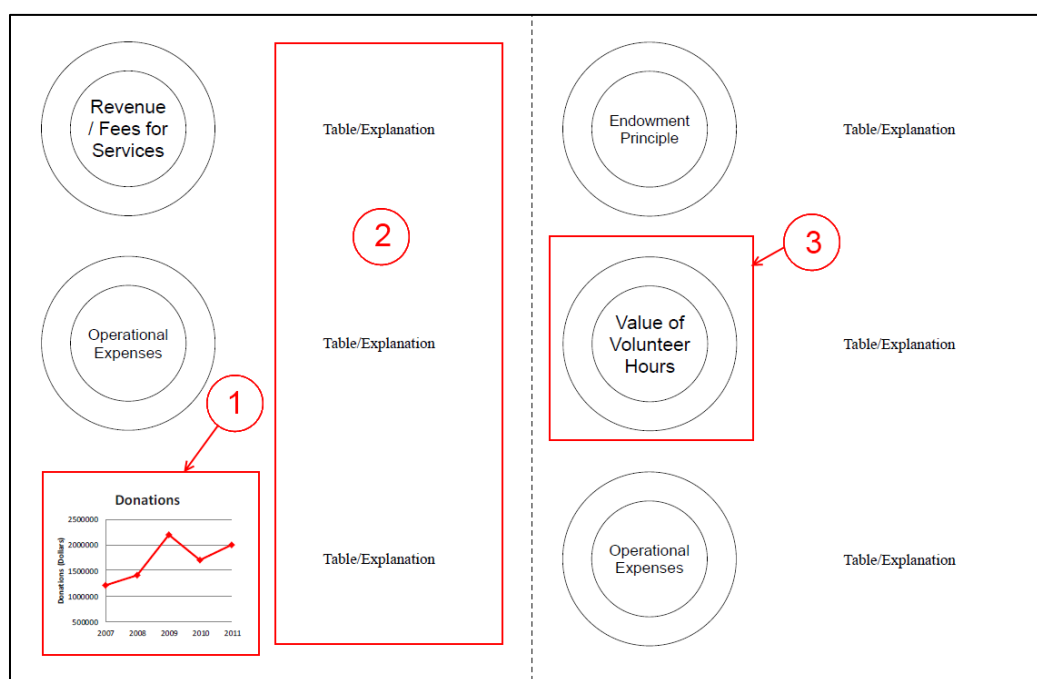 Revenue
/ Fees for
Services
Table/Explanation
2
Operational
Expenses
Table/Explanation
1
Donations
Donations (Dollars)
2500000
2000000
1500000
1000000
500000
2007 2008 2009 2010 2011
Table/Explanation
Endowment
Principle
Table/Explanation
3
Value of
Volunteer
Hours
Table/Explanation
Operational
Expenses
Table/Explanation